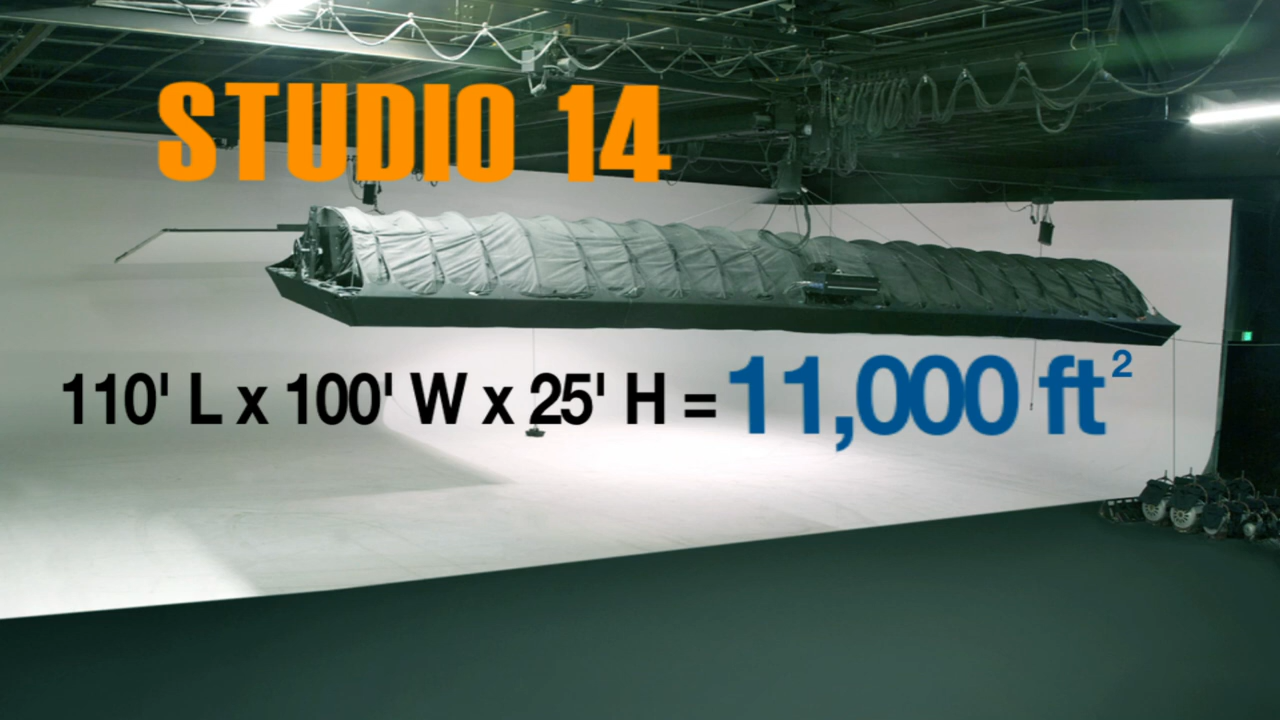 STUDIO 14
110' L x 100' W x 25' H = 11,000 ft²